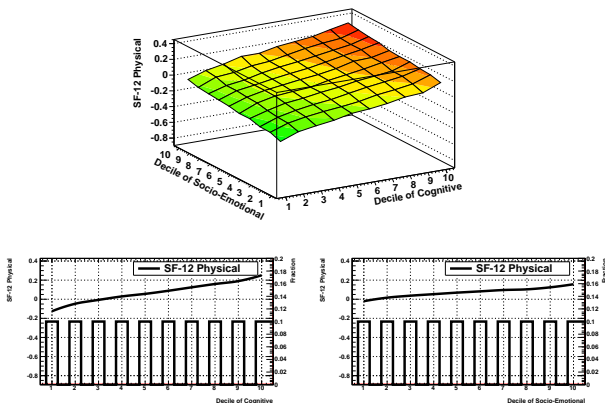 SF-12 Physical
0.4
0.2
0
-0.2
-0.4
-0.6
-0.8
10 9 8 7 6 5 4 3 2 1
Decile of Socio-Emotional
1 2 3 4 5 6 7 8 9 10
Decile of Cognitive
SF-12 Physical
0.4
0.2
0
-0.2
-0.4
-0.6
-0.8
SF-12 Physical
Fraction
0.2
0.18
0.16
0.14
0.12
0.1
0.08
0.06
0.04
0.02
0
1 2 3 4 5 6 7 8 9 10
Decile of Cognitive
SF-12 Physical
0.4
0.2
0
-0.2
-0.4
-0.6
-0.8
SF-12 Physical
Fraction
0.2
0.18
0.16
0.14
0.12
0.1
0.08
0.06
0.04
0.02
0
1 2 3 4 5 6 7 8 9 10
Decile of Socio-Emotional